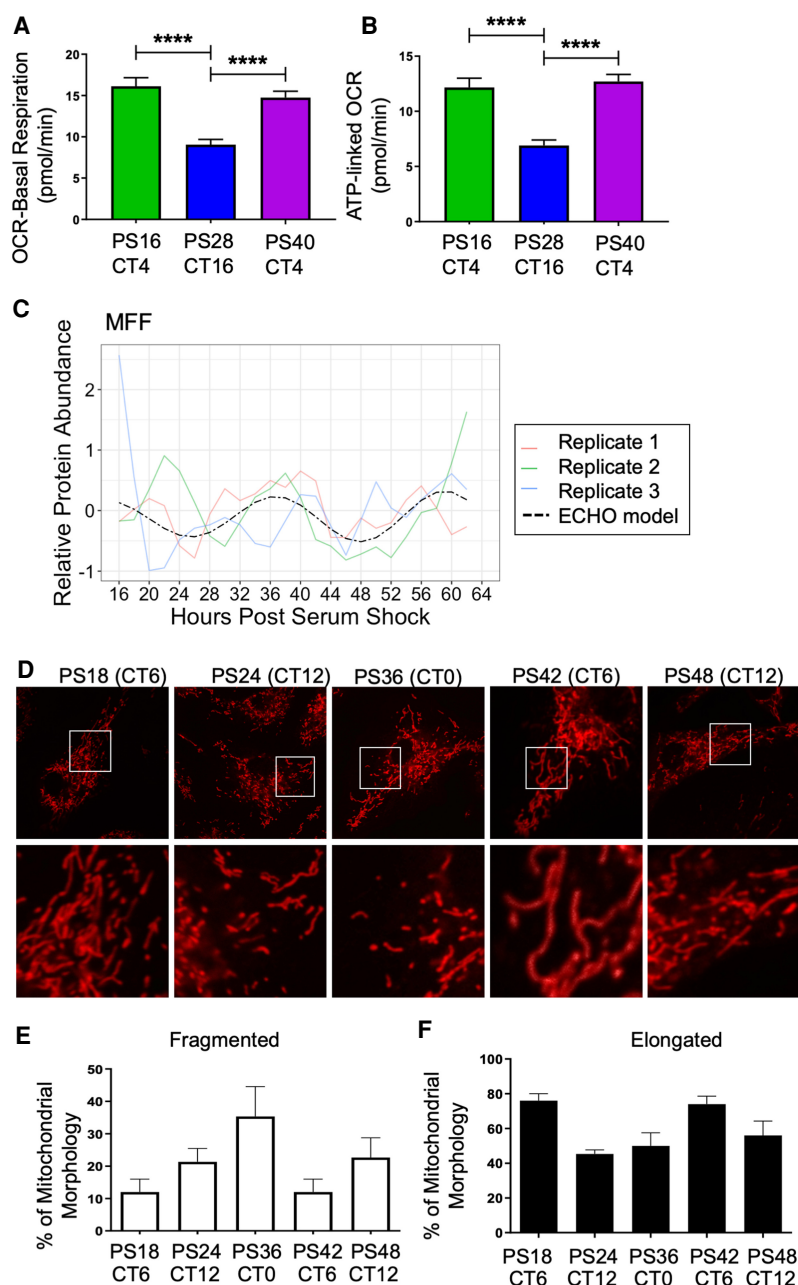 A
****
****
OCR-Basal Respiration
(pmol/min)
20
15
10
5
0
PS16 PS28 PS40
CT4 CT16 CT4
B
****
****
ATP-linked OCR
(pmol/min)
15
10
5
0
PS16 PS28 PS40
CT4 CT16 CT4
C
MFF
Relative Protein Abundance
2
1
0
-1
16 20 24 28 32 36 40 44 48 52 56 60 64
Hours Post Serum Shock
Replicate 1
Replicate 2
Replicate 3
ECHO model
D
PS18 (CT6) PS24 (CT12) PS36 (CT0) PS42 (CT6) PS48 (CT12)
E
Fragmented
% of Mitochondrial
Morphology
50
40
30
20
10
0
PS18 PS24 PS36 PS42 PS48
CT6 CT12 CT0 CT6 CT12
F
Elongated
% of Mitochondrial
Morphology
100
80
60
40
20
0
PS18 PS24 PS36 PS42 PS48
CT6 CT12 CT0 CT6 CT12